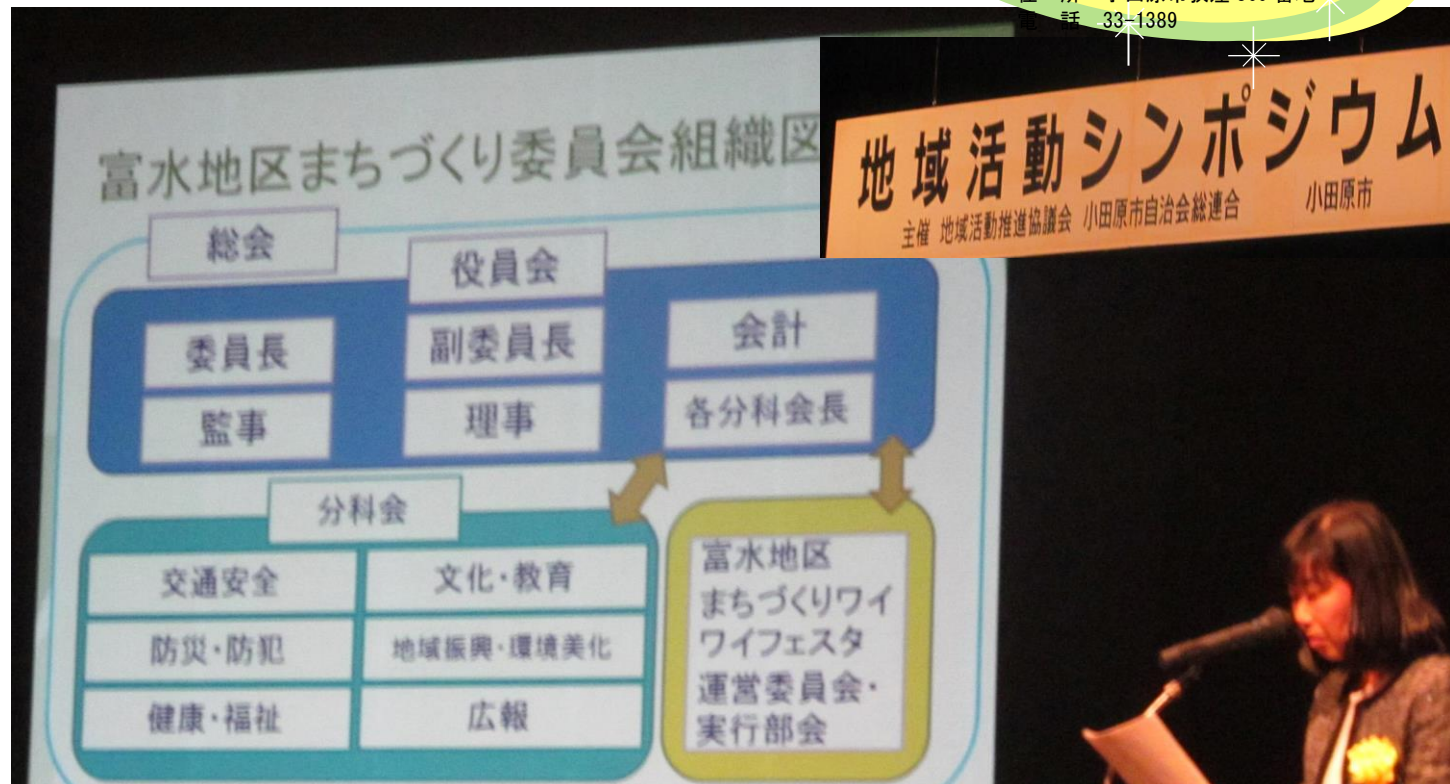 電　話　33-1389
地域活動シンポジウム
主催 地域活動推進協議会 小田原市自治会総連合 小田原市
富水地区まちづくり委員会組織図
総会
役員会
委員長
副委員長
会計
監事
理事
各分科会長
分科会
交通安全
文化・教育
防災・防犯
地域振興・環境美化
健康・福祉
広報
富水地区
まちづくりワイ
ワイフェスタ
運営委員会・
実行部会